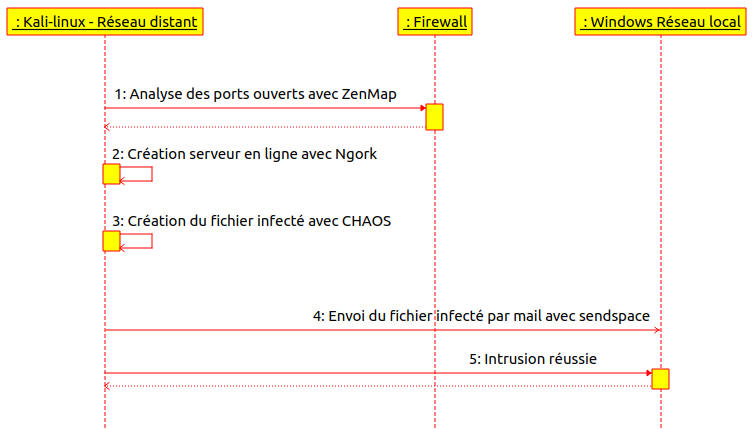 : Kali-linux - Réseau distant
: Firewall
: Windows Réseau local
1: Analyse des ports ouverts avec ZenMap
2: Création serveur en ligne avec Ngork
3: Création du fichier infecté avec CHAOS
4: Envoi du fichier infecté par mail avec sendspace
5: Intrusion réussie